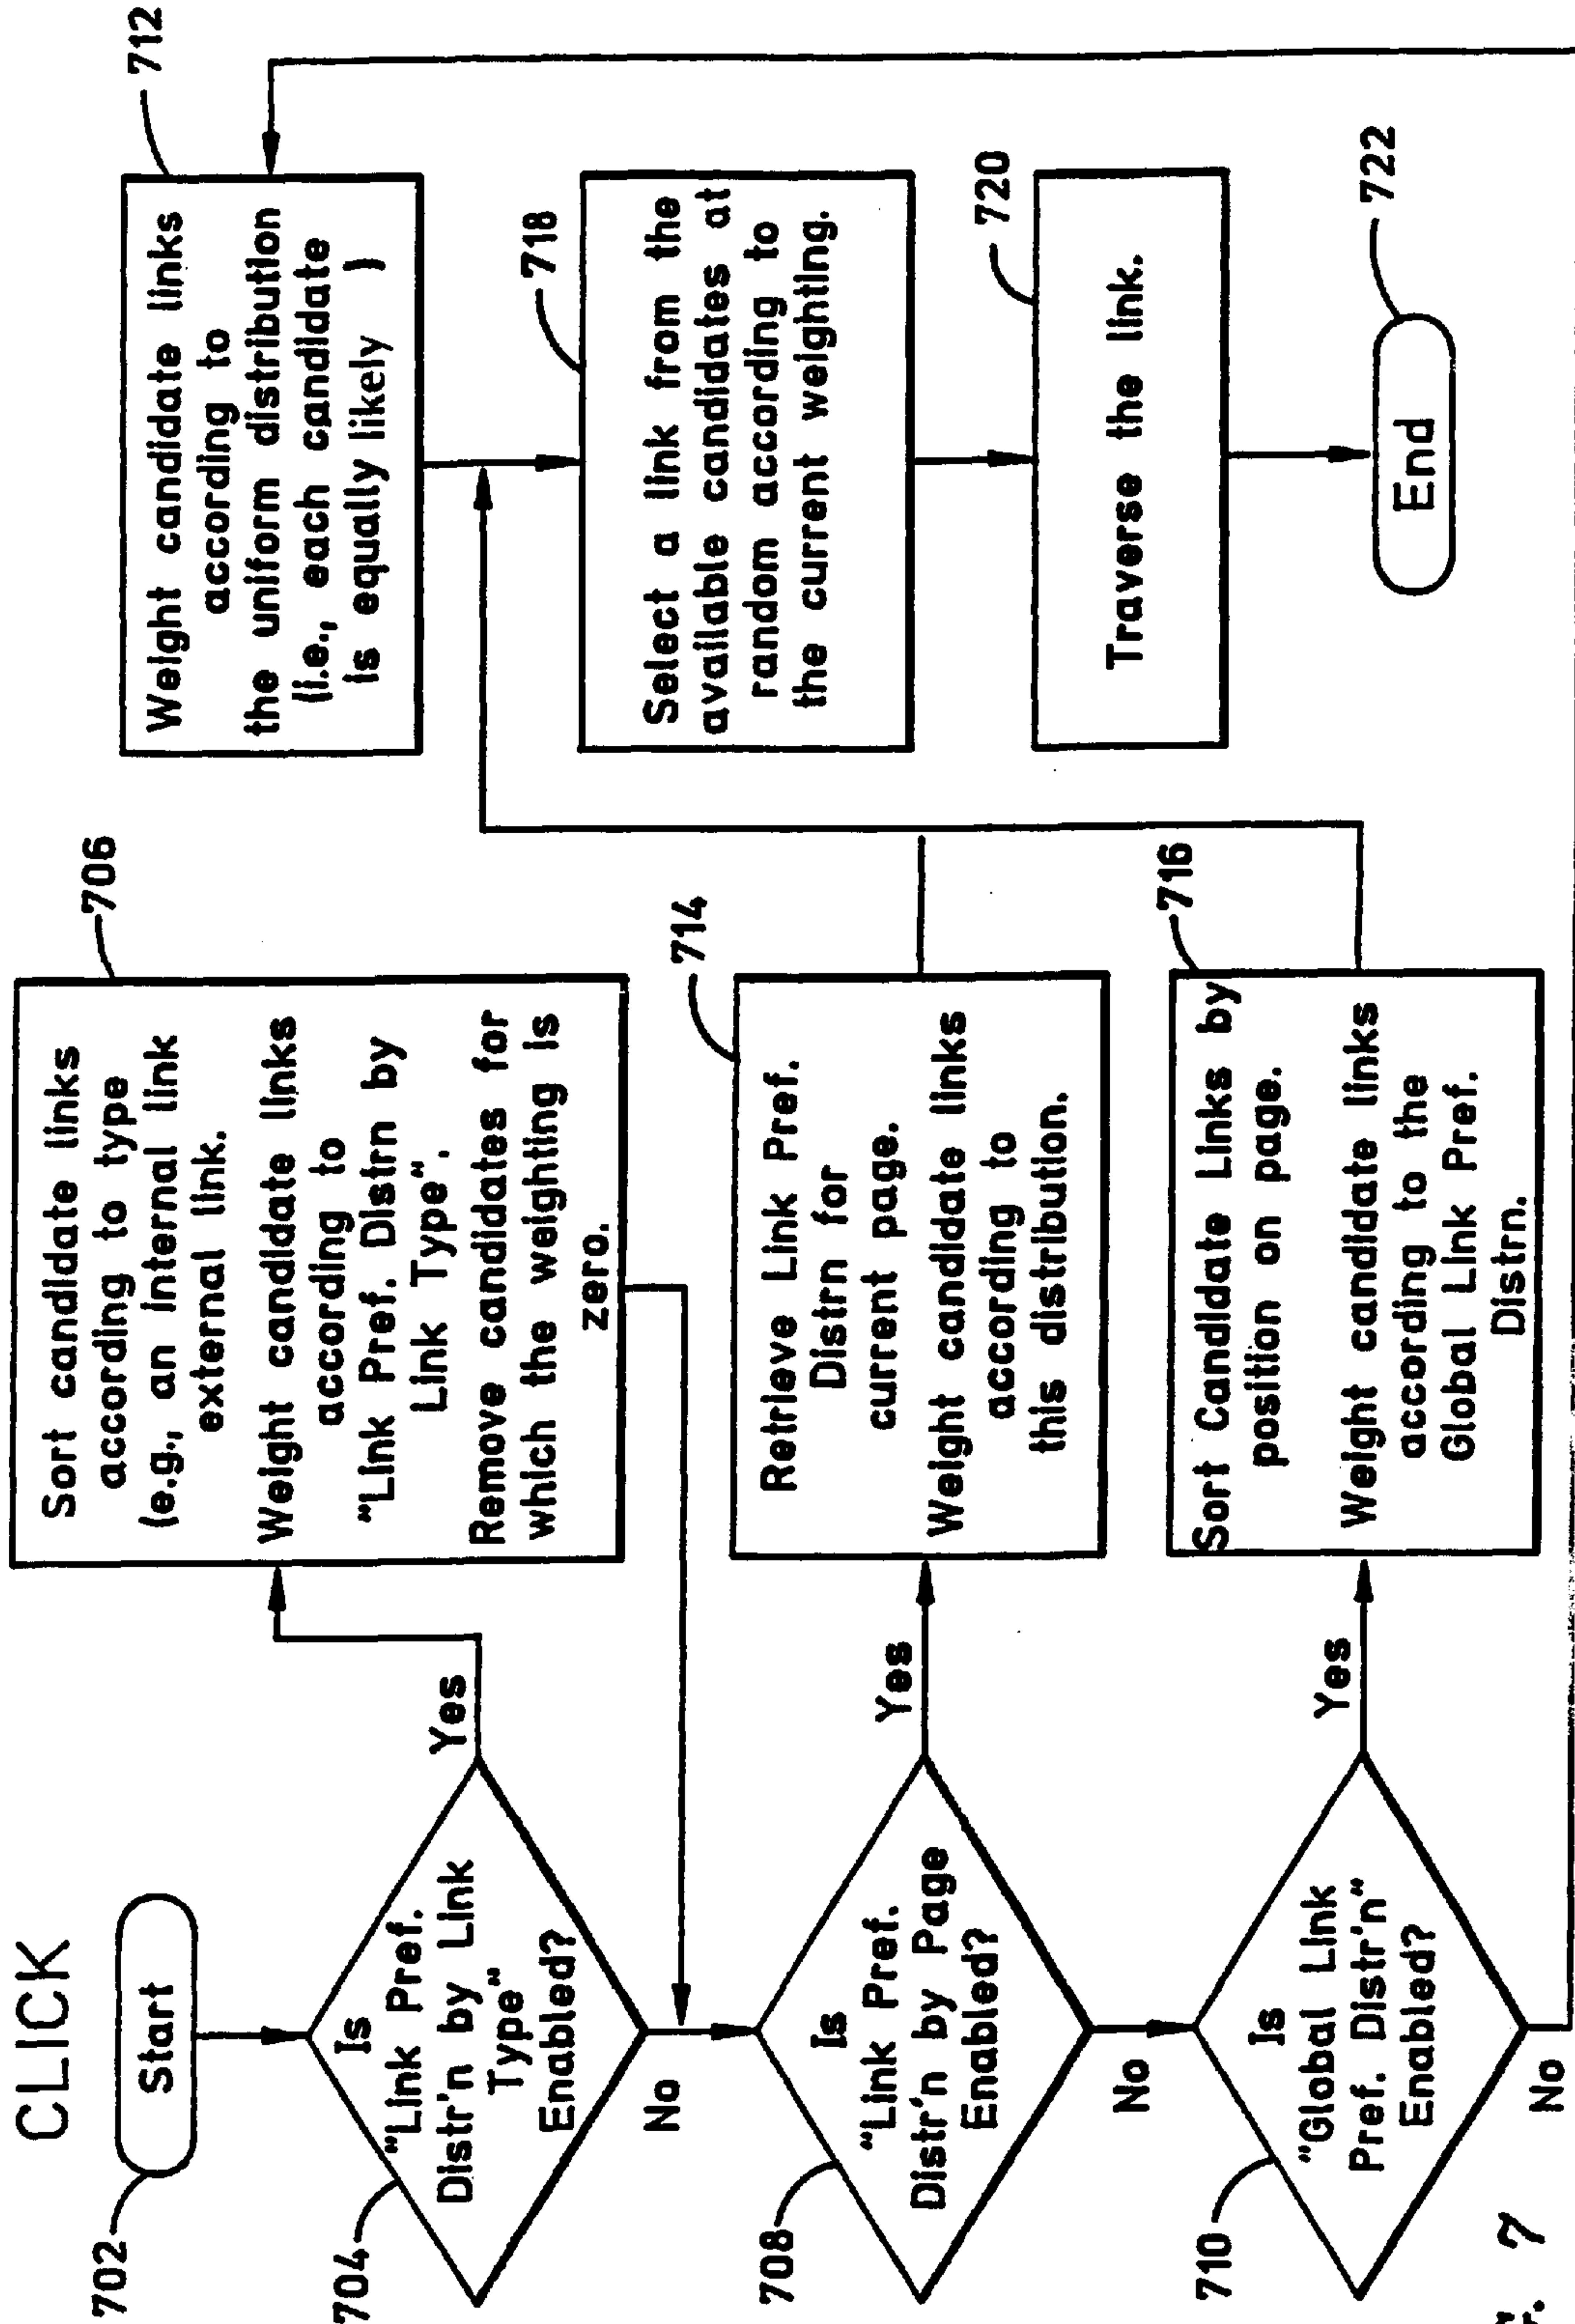 CLICK
702
Start
704
Is
"Link Pref.
Distr'n by Link
Type"
Enabled?
Yes
No
706
Sort candidate links
according to type
(e.g., an internal link
external link.
Weight candidate links
according to
"Link Pref. Distrn by
Link Type".
Remove candidates for
which the weighting is
zero.
708
Is
"Link Pref.
Distr'n by Page
Enabled?
Yes
No
714
Retrieve Link Pref.
Distrn for
current page.
Weight candidate links
according to
this distribution.
710
Is
"Global Link
Pref. Distr'n"
Enabled?
Yes
No
716
Sort Candidate Links by
position on page.
Weight candidate links
according to the
Global Link Pref.
Distrn.
712
Weight candidate links
according to
the uniform distribution
(i.e., each candidate
is equally likely )
718
Select a link from the
available candidates at
random according to
the current weighting.
720
Traverse the link.
722
End
7